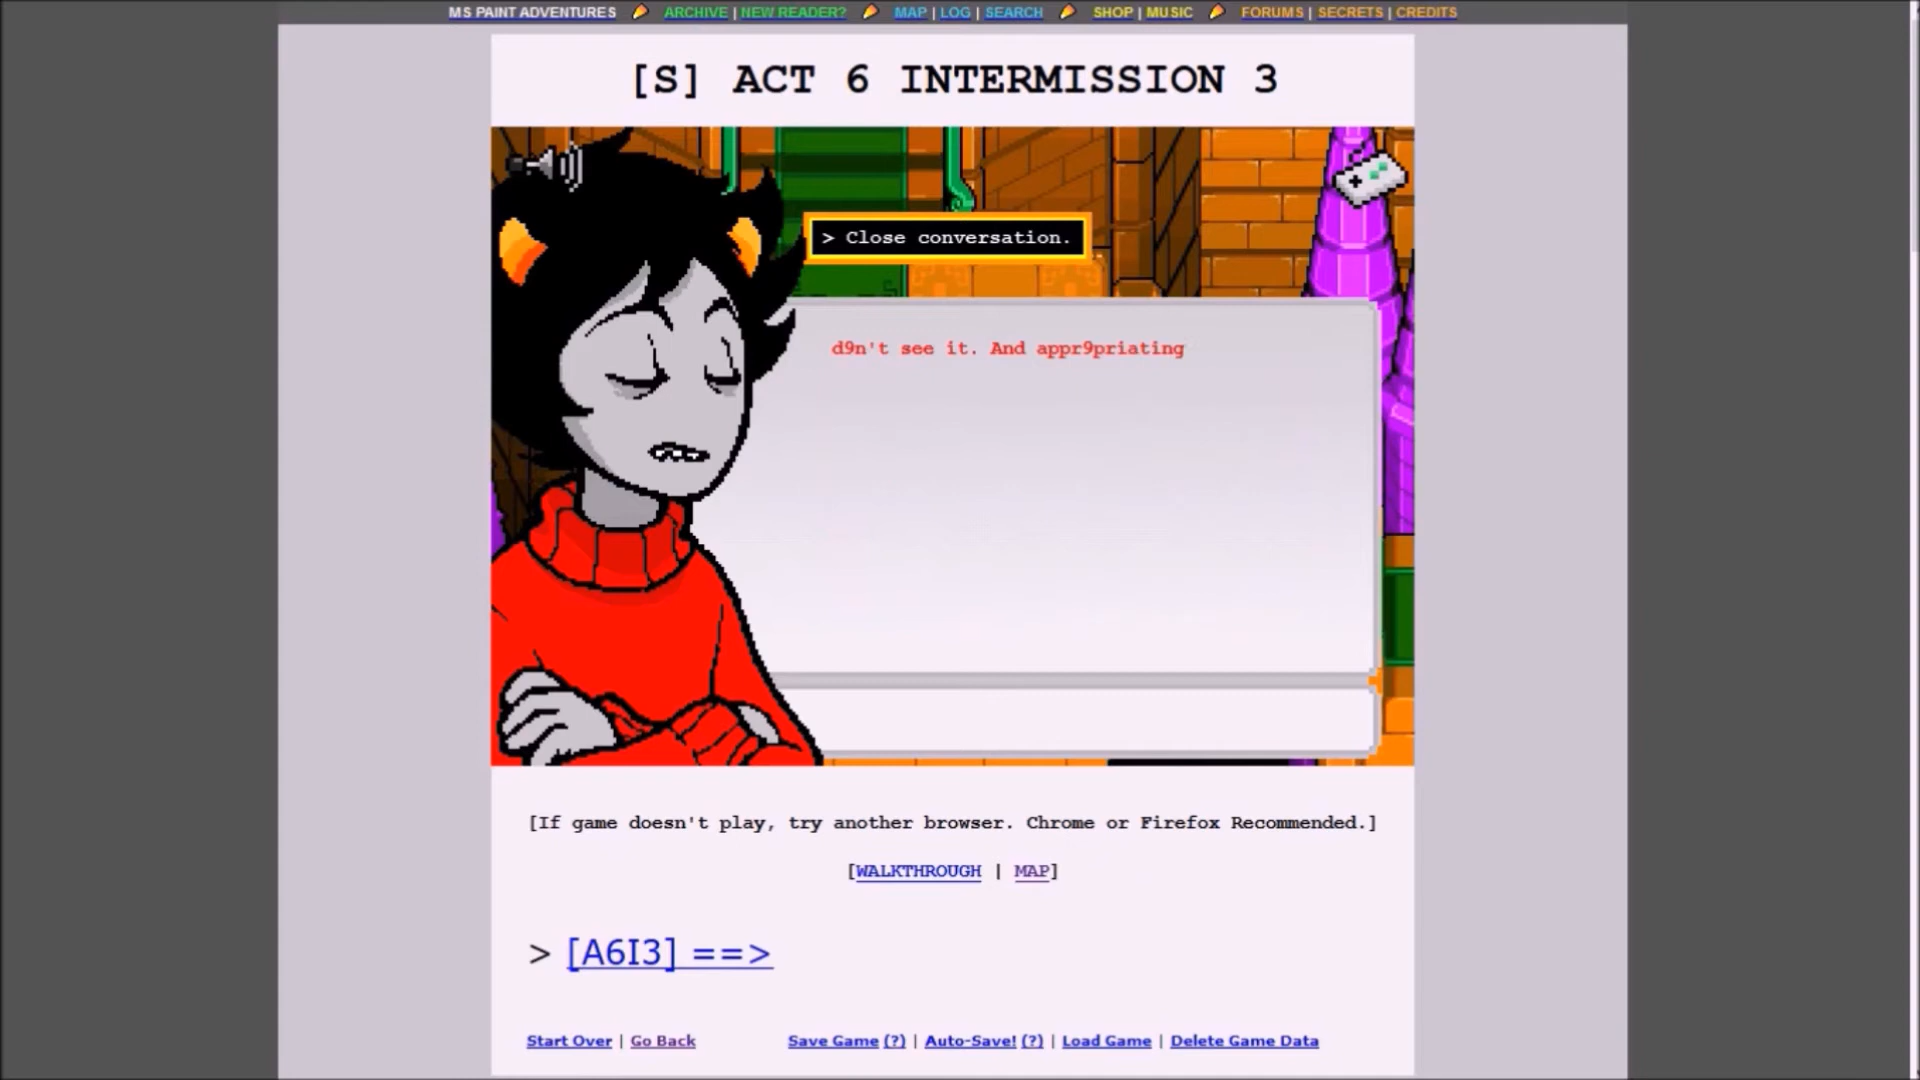 MS PAINT ADVENTURES ARCHIVE | NEW READER? MAP | LOG | SEARCH SHOP | MUSIC FORUMS | SECRETS | CREDITS
[S] ACT 6 INTERMISSION 3
> Close conversation.
d9n't see it. And appr9priating
[If game doesn't play, try another browser. Chrome or Firefox Recommended.]
[WALKTHROUGH | MAP]
> [A6I3] ==>
Start Over | Go Back Save Game (?) | Auto-Save! (?) | Load Game | Delete Game Data